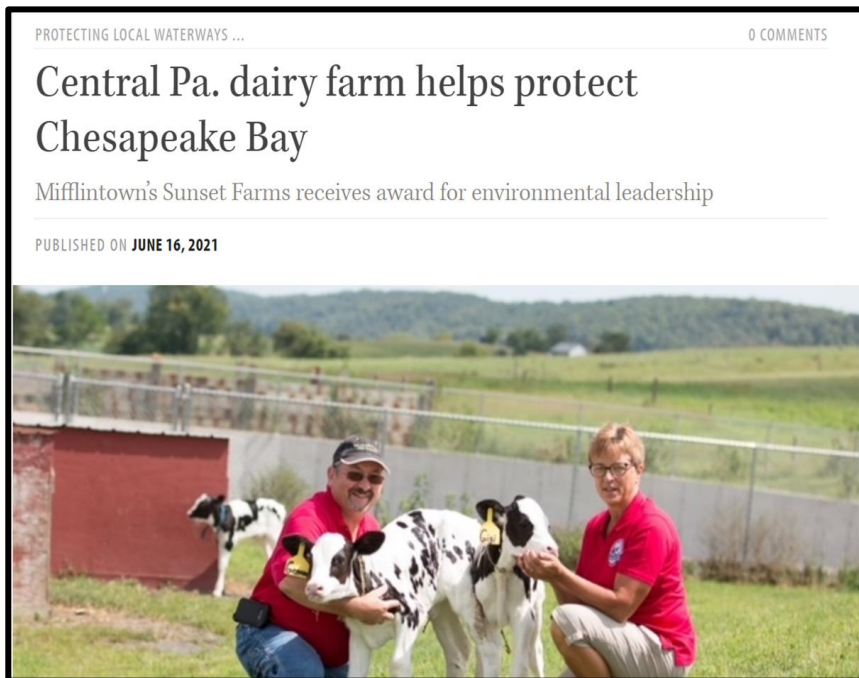 PROTECTING LOCAL WATERWAYS ...
0 COMMENTS
Central Pa. dairy farm helps protect
Chesapeake Bay
Mifflintown's Sunset Farms receives award for environmental leadership
PUBLISHED ON JUNE 16, 2021